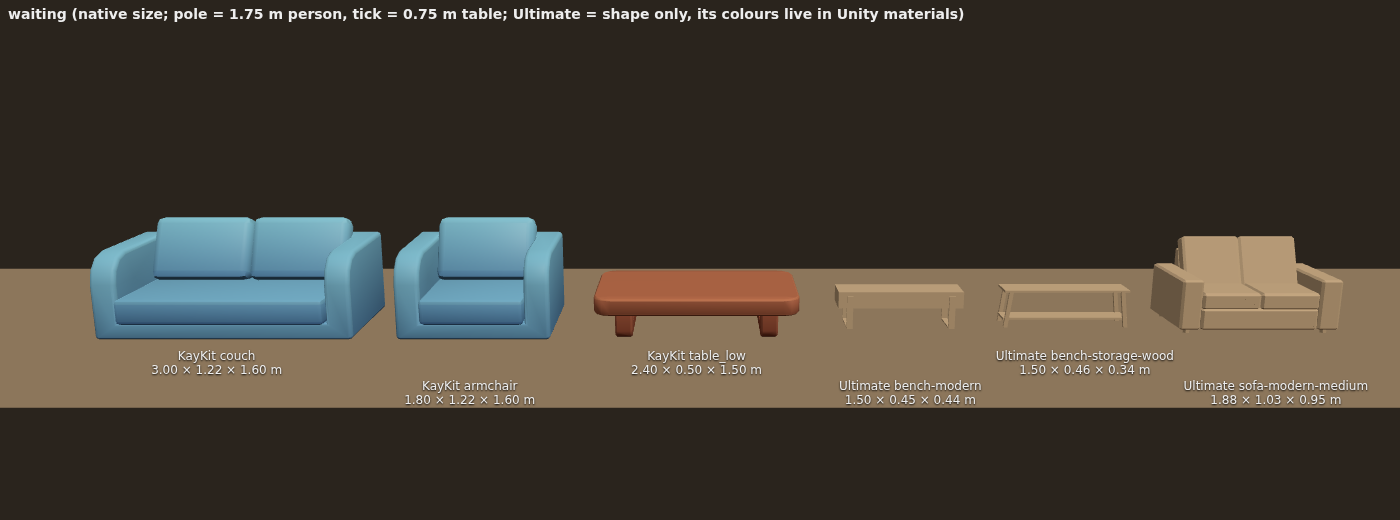 waiting (native size; pole = 1.75 m person, tick = 0.75 m table; Ultimate = shape only, its colours live in Unity materials)
KayKit couch
3.00 × 1.22 × 1.60 m
KayKit armchair
1.80 × 1.22 × 1.60 m
KayKit table_low
2.40 × 0.50 × 1.50 m
Ultimate bench-modern
1.50 × 0.45 × 0.44 m
Ultimate bench-storage-wood
1.50 × 0.46 × 0.34 m
Ultimate sofa-modern-medium
1.88 × 1.03 × 0.95 m